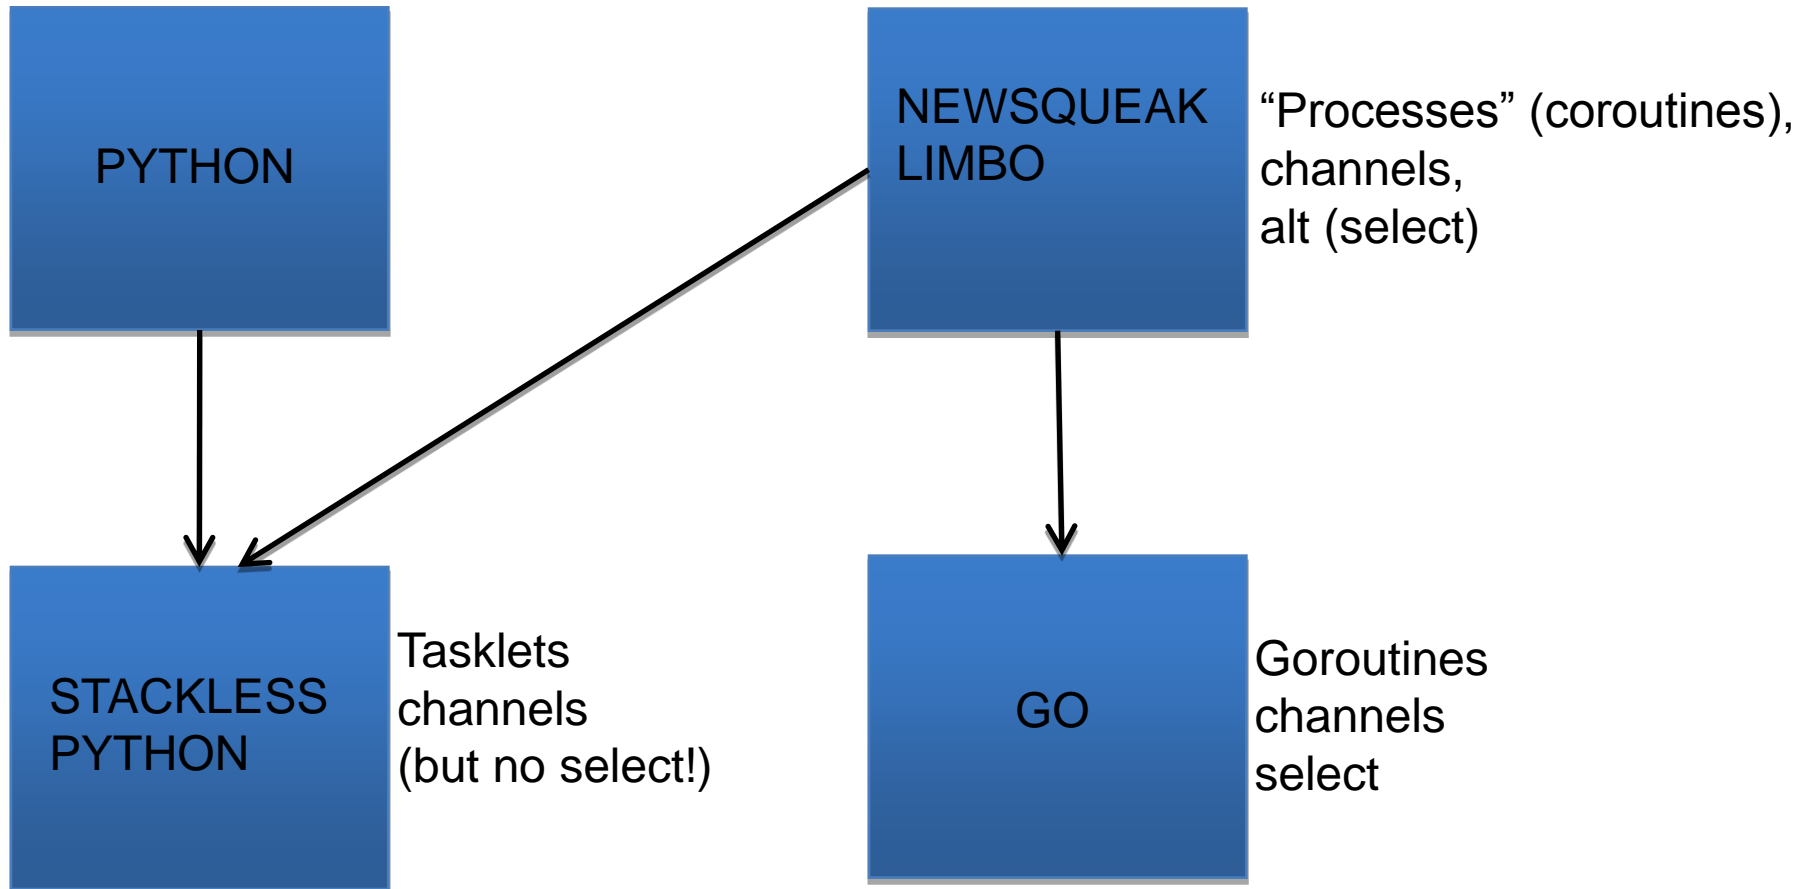 PYTHON
NEWSQUEAK
LIMBO
“Processes” (coroutines),
channels,
alt (select)
STACKLESS
PYTHON
Tasklets
channels
(but no select!)
GO
Goroutines
channels
select